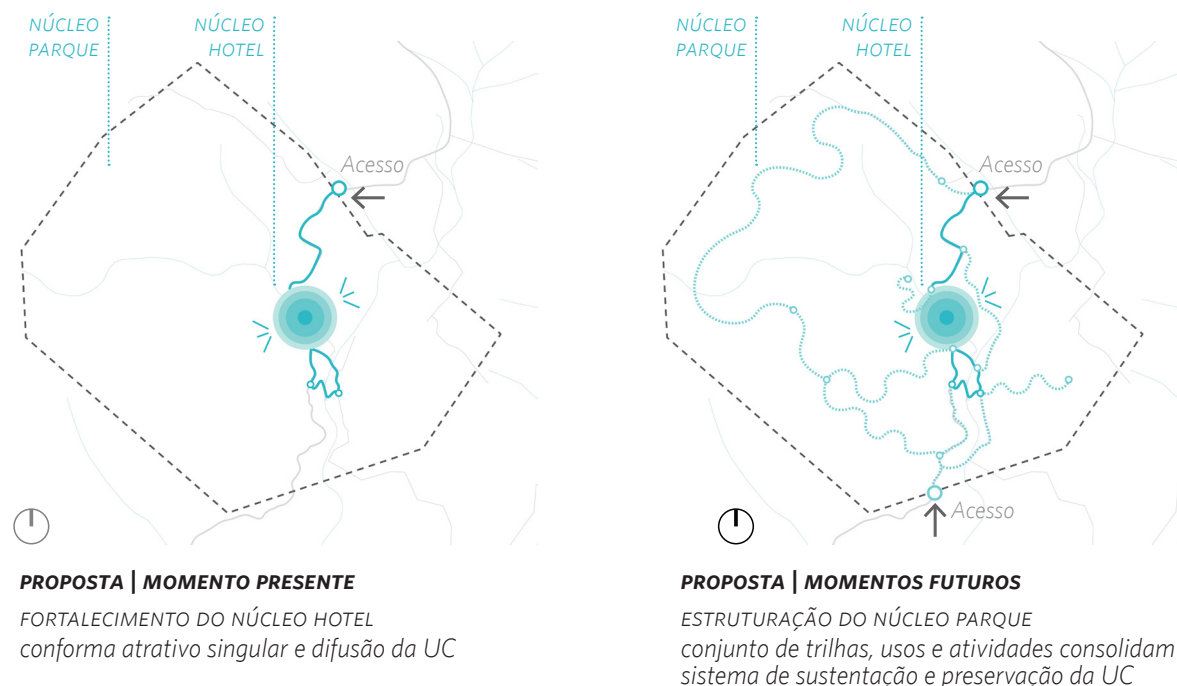 NÚCLEO
PARQUE
NÚCLEO
HOTEL
Acesso
PROPOSTA | MOMENTO PRESENTE
FORTALECIMENTO DO NÚCLEO HOTEL
conforma atrativo singular e difusão da UC
NÚCLEO
PARQUE
NÚCLEO
HOTEL
Acesso
Acesso
PROPOSTA | MOMENTOS FUTUROS
ESTRUTURAÇÃO DO NÚCLEO PARQUE
conjunto de trilhas, usos e atividades consolidam
sistema de sustentação e preservação da UC